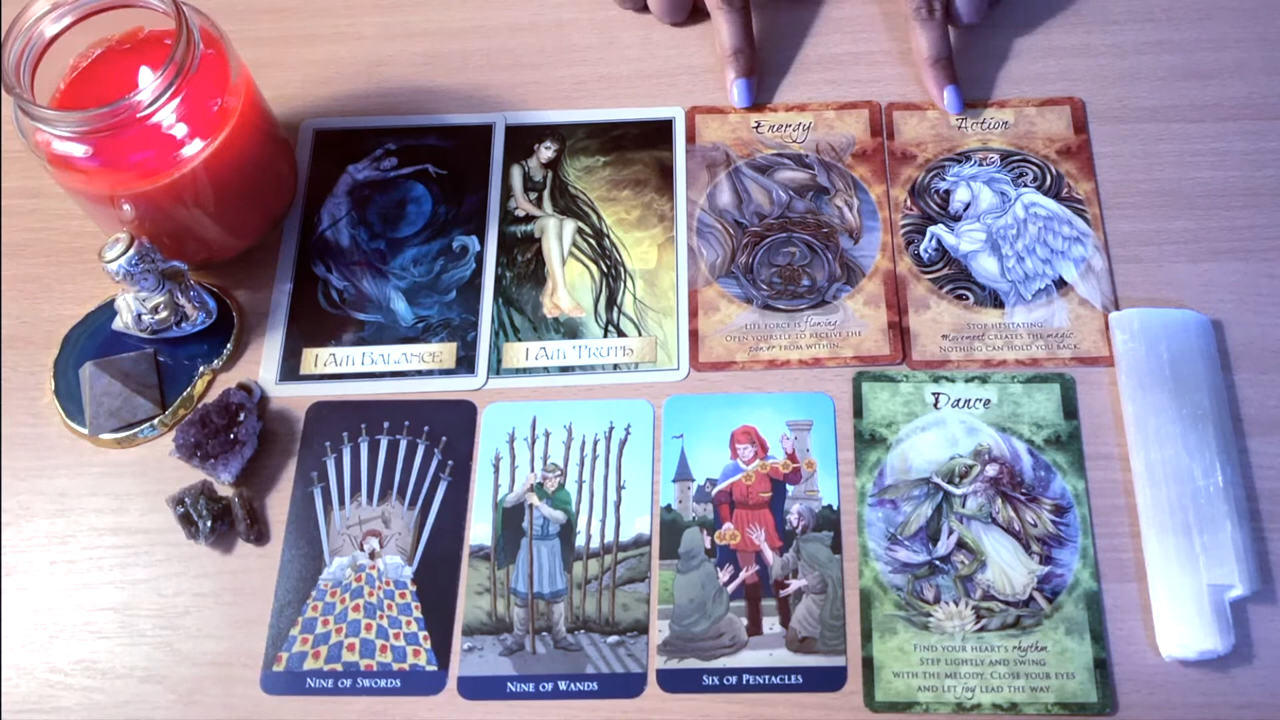 I Am Balance
I Am Truth
Energy
Life force is flowing.
Open yourself to receive the
power from within.
Action
Stop hesitating.
Movement creates the magic.
Nothing can hold you back.
Nine of Swords
Nine of Wands
Six of Pentacles
Dance
Find your heart's rhythm.
Step lightly and swing
with the melody. Close your eyes
and let joy lead the way.